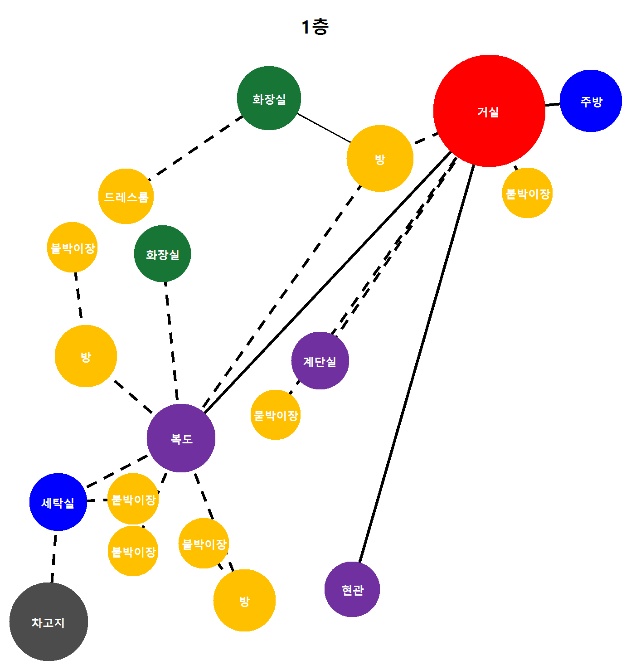 1층
화장실
거실
주방
방
드레스룸
붙박이장
붙박이장
화장실
방
계단실
붙박이장
복도
세탁실
붙박이장
붙박이장
붙박이장
방
현관
차고지